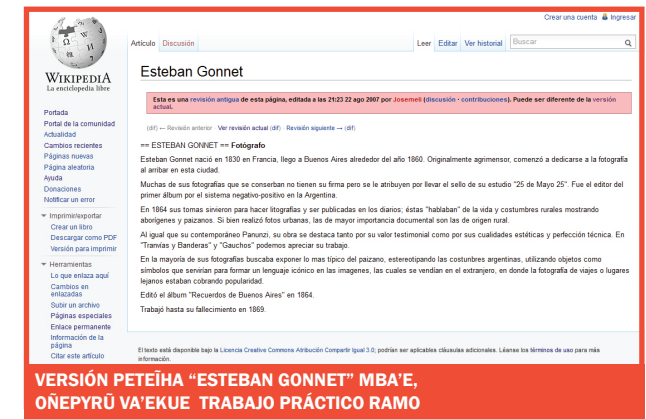 Crear una cuenta Ingresar
Artículo Discusión
Leer Editar Ver historial Buscar
WIKIPEDIA
La enciclopedia libre
Portada
Portal de la comunidad
Actualidad
Cambios recientes
Páginas nuevas
Página aleatoria
Ayuda
Donaciones
Notificar un error
Imprimir/exportar
Crear un libro
Descargar como PDF
Versión para imprimir
Herramientas
Lo que enlaza aquí
Cambios en
enlazadas
Subir un archivo
Páginas especiales
Enlace permanente
Información de la
página
Citar este artículo
Esteban Gonnet
Esta es una revisión antigua de esta página, editada a las 21:23 22 ago 2007 por Josemeli (discusión · contribuciones). Puede ser diferente de la versión
actual.
(dif) ← Revisión anterior · Ver revisión actual (dif) · Revisión siguiente → (dif)
== ESTEBAN GONNET == Fotógrafo
Esteban Gonnet nació en 1830 en Francia, llego a Buenos Aires alrededor del año 1860. Originalmente agrimensor, comenzó a dedicarse a la fotografía
al arribar en esta ciudad.
Muchas de sus fotografías que se conserban no tienen su firma pero se le atribuyen por llevar el sello de su estudio "25 de Mayo 25". Fue el editor del
primer álbum por el sistema negativo-positivo en la Argentina.
En 1864 sus tomas sinieron para hacer litografías y ser publicadas en los diarios; éstas "hablaban" de la vida y costumbres rurales mostrando
aborígenes y paizanos. Si bien realizó fotos urbanas, las de mayor importancia documental son las de origen rural.
Al igual que su contemporáneo Panunzi, su obra se destaca tanto por su valor testimonial como por sus cualidades estéticas y perfección técnica. En
"Tranvías y Banderas" y "Gauchos" podemos apreciar su trabajo.
En la mayoría de sus fotografías buscaba exponer lo mas típico del paizano, estereotipando las costunbres argentinas, utilizando objetos como
símbolos que servirían para formar un lenguaje icónico en las imagenes, las cuales se vendían en el extranjero, en donde la fotografía de viajes o lugares
lejanos estaban cobrando popularidad.
Editó el álbum "Recuerdos de Buenos Aires" en 1864.
Trabajó hasta su fallecimiento en 1869.
El texto está disponible bajo la Licencia Creative Commons Atribución Compartir Igual 3.0; podrían ser aplicables cláusulas adicionales. Léanse los términos de uso para más
información.
VERSIÓN PETEĨHA “ESTEBAN GONNET” MBA'E,
OÑEPYRŨ VA'EKUE TRABAJO PRÁCTICO RAMO